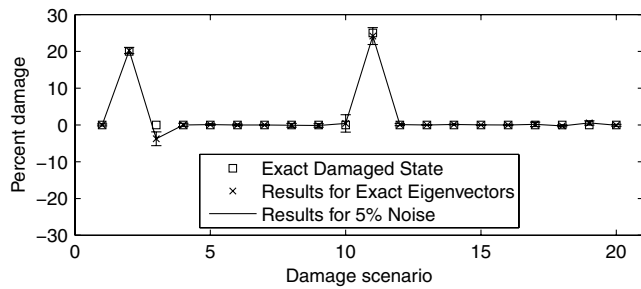 30
20
10
0
−10
−20
−30
Percent damage
0 5 10 15 20
Damage scenario
Exact Damaged State
Results for Exact Eigenvectors
Results for 5% Noise